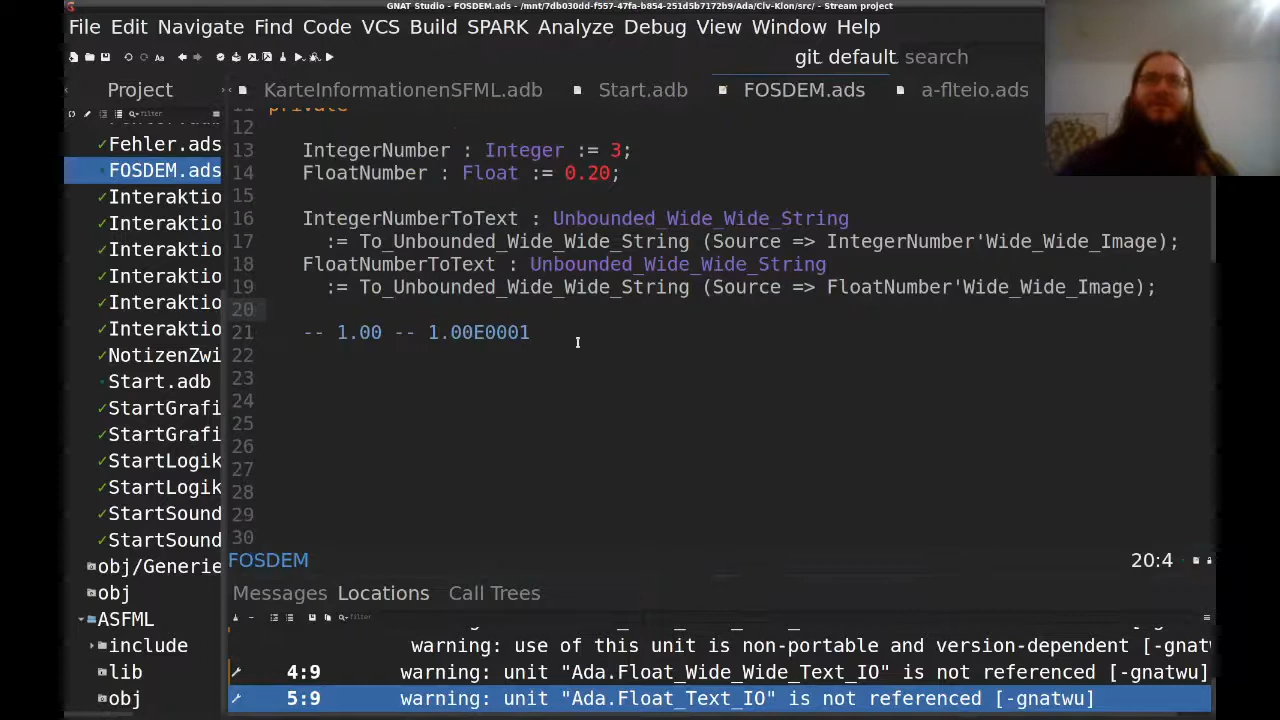 GNAT Studio - FOSDEM.ads - /mnt/7db030dd-f557-47fa-b854-251d5b7172b9/Ada/Civ-Klon/src/ - Stream project
File Edit Navigate Find Code VCS Build SPARK Analyze Debug View Window Help
git default search
Project
KarteInformationenSFML.adb Start.adb FOSDEM.ads a-flteio.ads
filter
Fehler.ads
FOSDEM.ads
Interaktio
Interaktio
Interaktio
Interaktio
Interaktio
Interaktio
NotizenZwi
Start.adb
StartGrafi
StartGrafi
StartLogik
StartLogik
StartSound
StartSound
obj/Generie
obj
ASFML
include
lib
obj
private
12
13 IntegerNumber : Integer := 3;
14 FloatNumber : Float := 0.20;
15
16 IntegerNumberToText : Unbounded_Wide_Wide_String
17 := To_Unbounded_Wide_Wide_String (Source => IntegerNumber'Wide_Wide_Image);
18 FloatNumberToText : Unbounded_Wide_Wide_String
19 := To_Unbounded_Wide_Wide_String (Source => FloatNumber'Wide_Wide_Image);
20
21 -- 1.00 -- 1.00E0001
22
23
24
25
26
27
28
29
30
FOSDEM 20:4
Messages Locations Call Trees
filter
warning: use of this unit is non-portable and version-dependent [-gnat
4:9 warning: unit "Ada.Float_Wide_Wide_Text_IO" is not referenced [-gnatwu]
5:9 warning: unit "Ada.Float_Text_IO" is not referenced [-gnatwu]